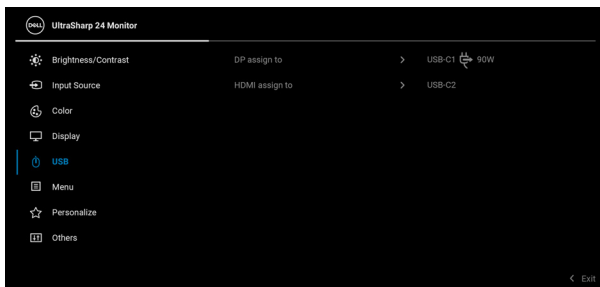 DELL UltraSharp 24 Monitor
Brightness/Contrast DP assign to > USB-C1 90W
Input Source HDMI assign to > USB-C2
Color
Display
USB
Menu
Personalize
Others
< Exit